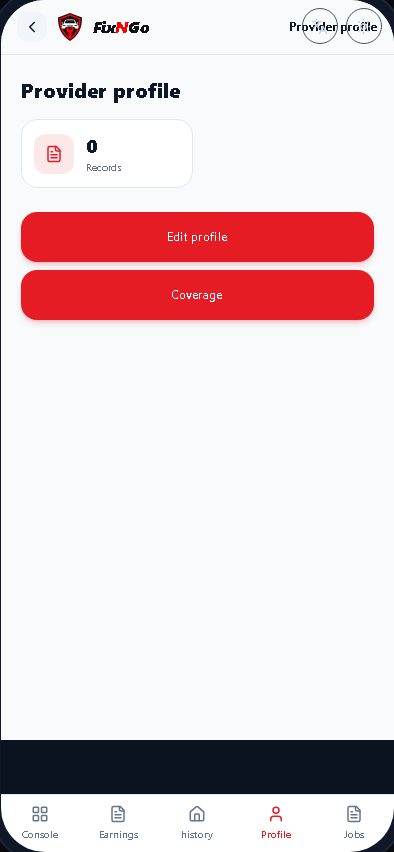 FixNGo
Provider profile
Provider profile
0
Records
Edit profile
Coverage
Console
Earnings
history
Profile
Jobs